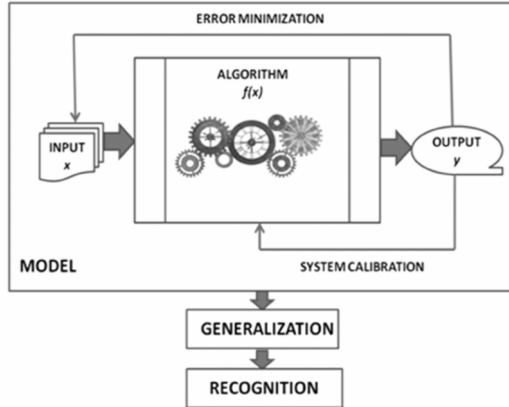 ERROR MINIMIZATION
ALGORITHM
f(x)
INPUT
x
OUTPUT
y
SYSTEM CALIBRATION
MODEL
GENERALIZATION
RECOGNITION